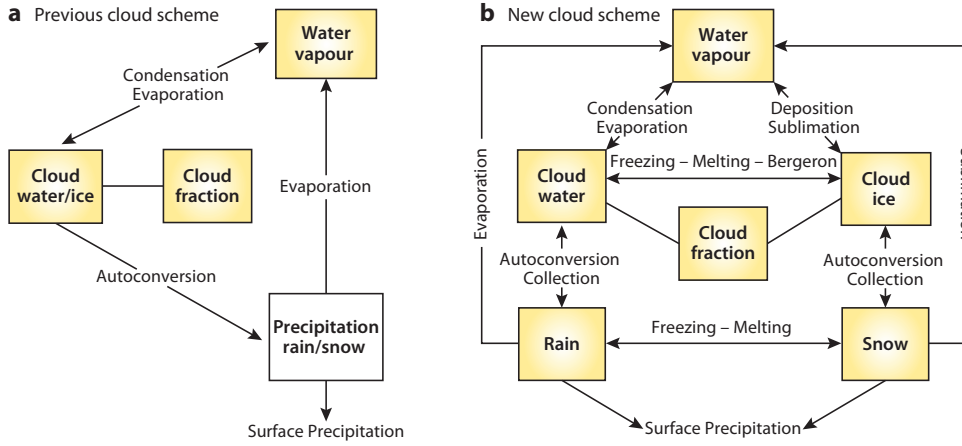 a Previous cloud scheme
Water
vapour
Condensation
Evaporation
Cloud
water/ice
Cloud
fraction
Evaporation
Autoconversion
Precipitation
rain/snow
Surface Precipitation
b New cloud scheme
Water
vapour
Condensation
Evaporation
Deposition
Sublimation
Evaporation
Freezing – Melting – Bergeron
Cloud
water
Cloud
ice
Cloud
fraction
Autoconversion
Collection
Autoconversion
Collection
Rain
Freezing – Melting
Snow
Surface Precipitation